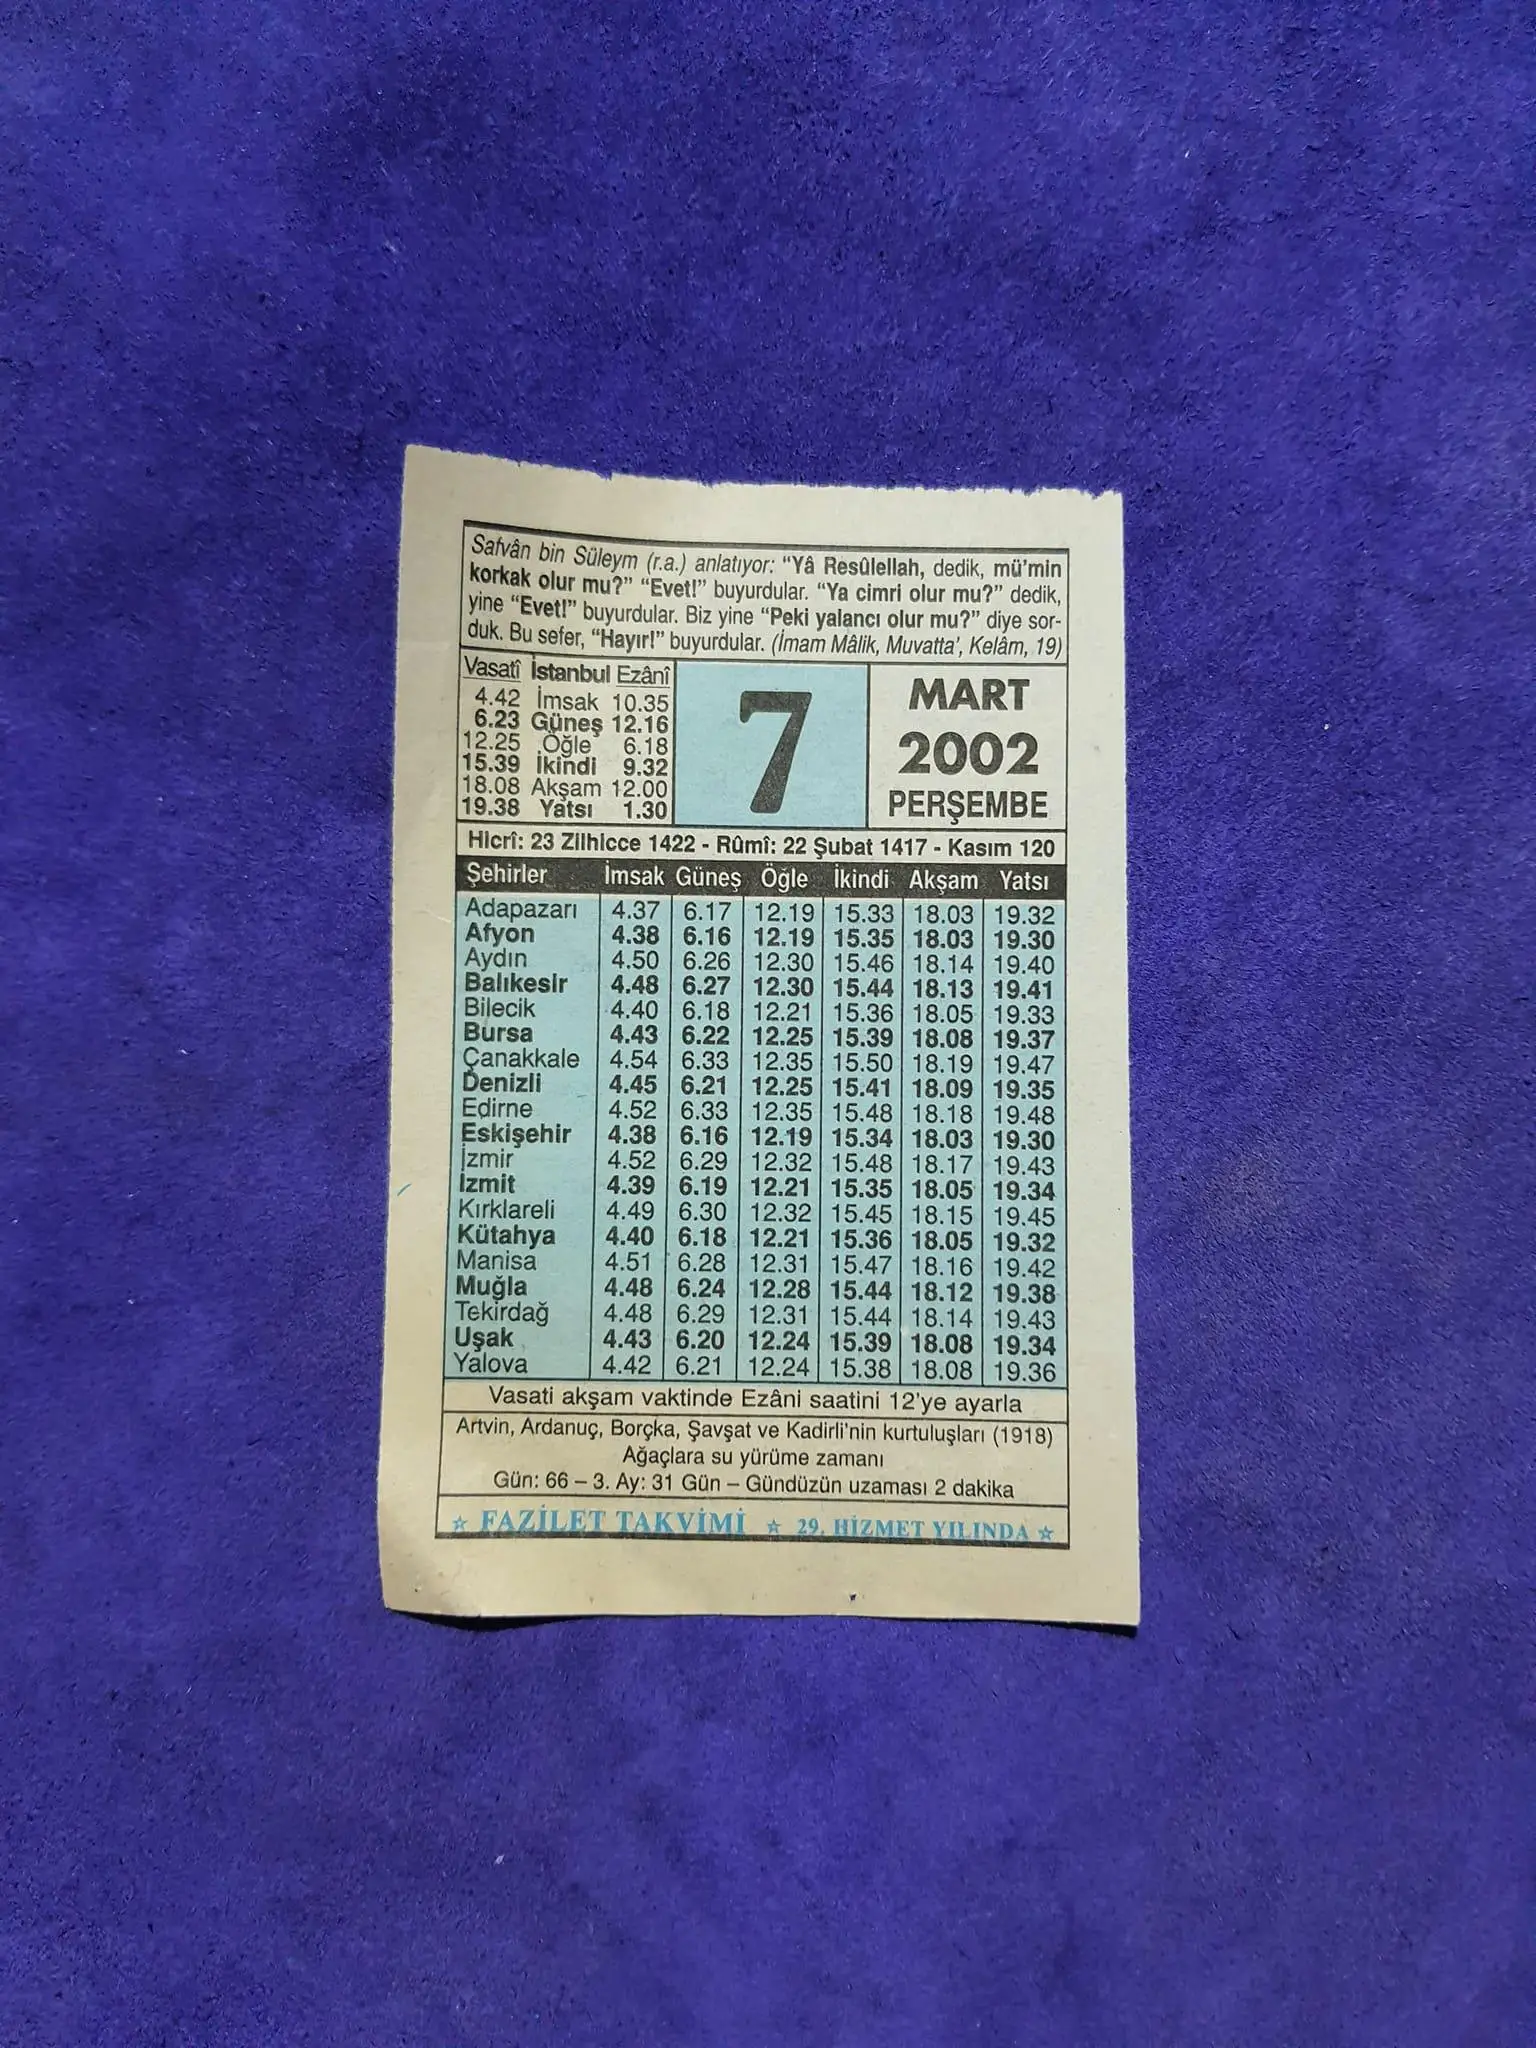 Safvân bin Süleym (r.a.) anlatıyor: “Yâ Resûlellah, dedik, mü’min
korkak olur mu?” “Evet!” buyurdular. “Ya cimri olur mu?” dedik,
yine “Evet!” buyurdular. Biz yine “Peki yalancı olur mu?” diye sor-
duk. Bu sefer, “Hayır!” buyurdular. (İmam Mâlik, Muvatta’, Kelâm, 19)
Vasatî İstanbul Ezânî
4.42 İmsak 10.35
6.23 Güneş 12.16
12.25 Öğle 6.18
15.39 İkindi 9.32
18.08 Akşam 12.00
19.38 Yatsı 1.30
7
MART
2002
PERŞEMBE
Hicrî: 23 Zilhicce 1422 - Rûmî: 22 Şubat 1417 - Kasım 120
Şehirler İmsak Güneş Öğle İkindi Akşam Yatsı
Adapazarı 4.37 6.17 12.19 15.33 18.03 19.32
Afyon 4.38 6.16 12.19 15.35 18.03 19.30
Aydın 4.50 6.26 12.30 15.46 18.14 19.40
Balıkesir 4.48 6.27 12.30 15.44 18.13 19.41
Bilecik 4.40 6.18 12.21 15.36 18.05 19.33
Bursa 4.43 6.22 12.25 15.39 18.08 19.37
Çanakkale 4.54 6.33 12.35 15.50 18.19 19.47
Denizli 4.45 6.21 12.25 15.41 18.09 19.35
Edirne 4.52 6.33 12.35 15.48 18.18 19.48
Eskişehir 4.38 6.16 12.19 15.34 18.03 19.30
İzmir 4.52 6.29 12.32 15.48 18.17 19.43
İzmit 4.39 6.19 12.21 15.35 18.05 19.34
Kırklareli 4.49 6.30 12.32 15.45 18.15 19.45
Kütahya 4.40 6.18 12.21 15.36 18.05 19.32
Manisa 4.51 6.28 12.31 15.47 18.16 19.42
Muğla 4.48 6.24 12.28 15.44 18.12 19.38
Tekirdağ 4.48 6.29 12.31 15.44 18.14 19.43
Uşak 4.43 6.20 12.24 15.39 18.08 19.34
Yalova 4.42 6.21 12.24 15.38 18.08 19.36
Vasati akşam vaktinde Ezâni saatini 12’ye ayarla
Artvin, Ardanuç, Borçka, Şavşat ve Kadirli’nin kurtuluşları (1918)
Ağaçlara su yürüme zamanı
Gün: 66 – 3. Ay: 31 Gün – Gündüzün uzaması 2 dakika
☆ FAZİLET TAKVİMİ ☆ 29. HİZMET YILINDA ☆